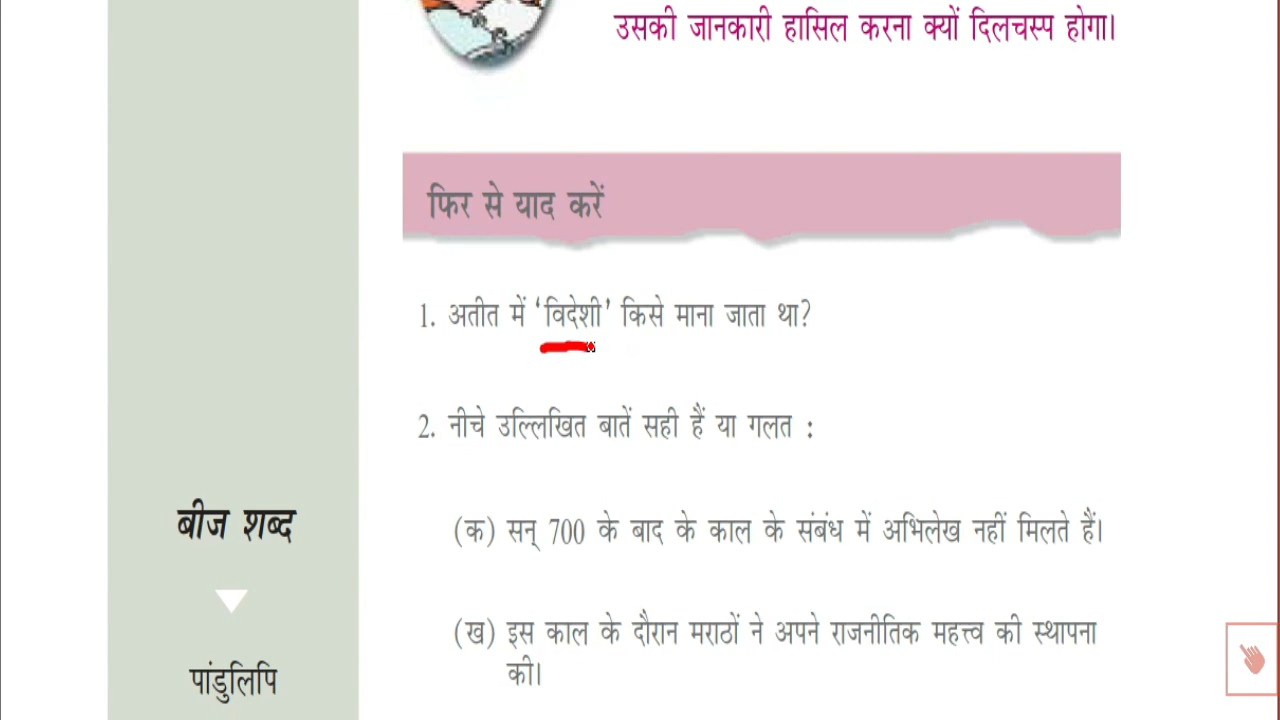 उसकी जानकारी हासिल करना क्यों दिलचस्प होगा।
फिर से याद करें
1. अतीत में ‘विदेशी’ किसे माना जाता था?
2. नीचे उल्लिखित बातें सही हैं या गलत :
(क) सन् 700 के बाद के काल के संबंध में अभिलेख नहीं मिलते हैं।
(ख) इस काल के दौरान मराठों ने अपने राजनीतिक महत्त्व की स्थापना
की।
बीज शब्द
पांडुलिपि